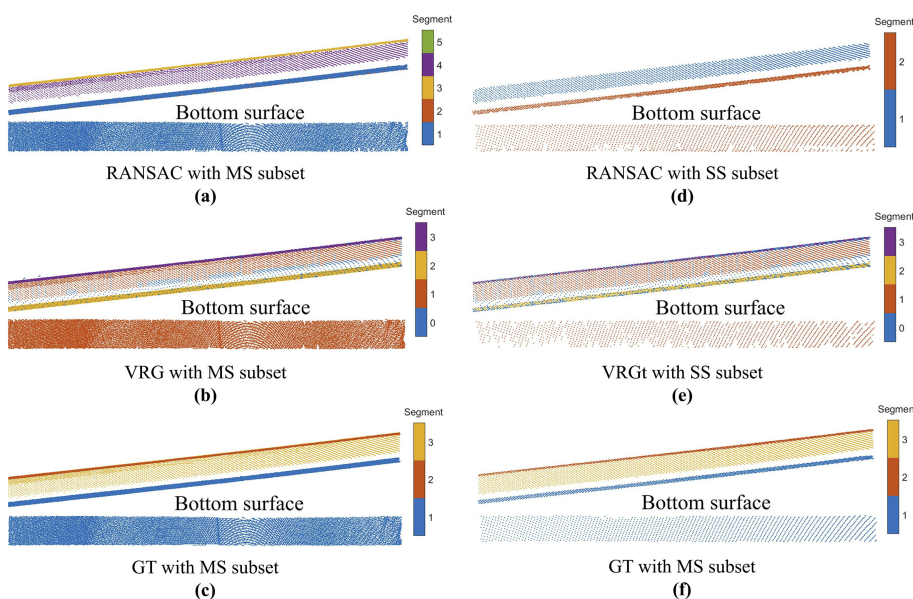 Segment
5
4
3
2
1
Bottom surface
RANSAC with MS subset
(a)
Segment
2
1
Bottom surface
RANSAC with SS subset
(d)
Segment
3
2
1
0
Bottom surface
VRG with MS subset
(b)
Segment
3
2
1
0
Bottom surface
VRGt with SS subset
(e)
Segment
3
2
1
Bottom surface
GT with MS subset
(c)
Segment
3
2
1
Bottom surface
GT with MS subset
(f)